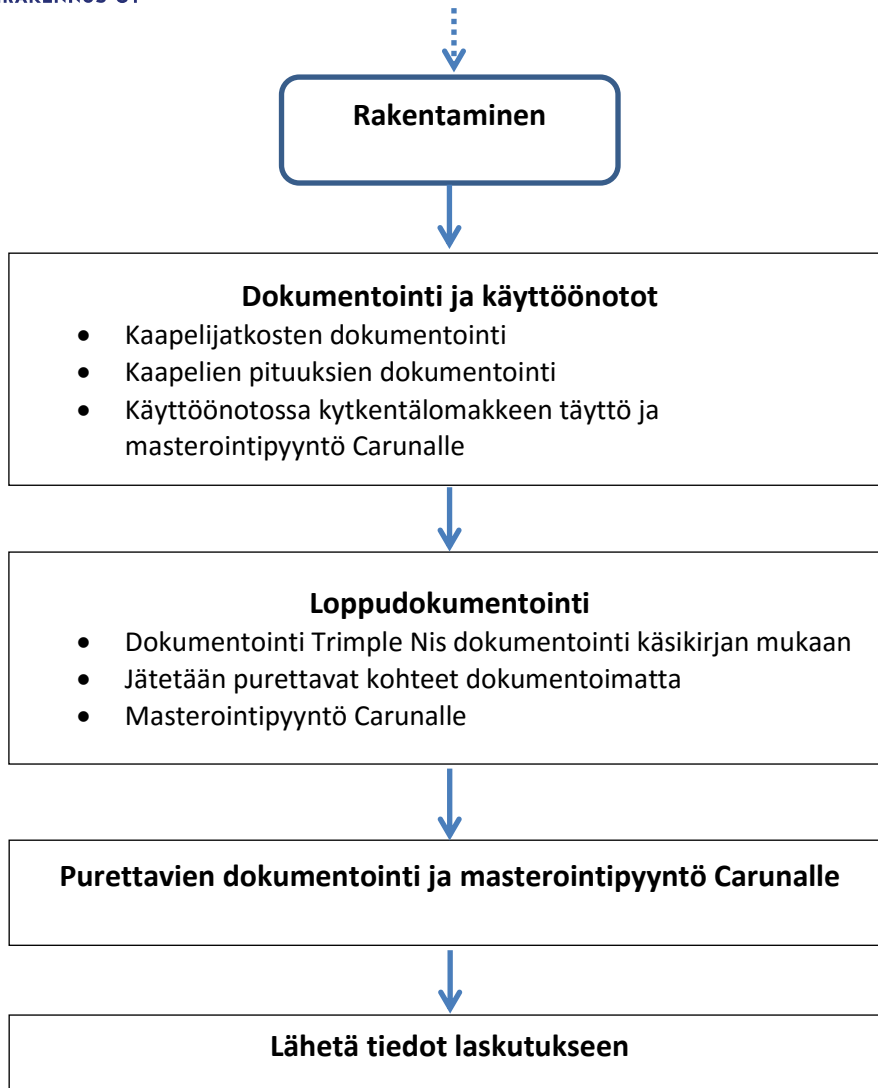 Rakentaminen
Dokumentointi ja käyttöönotot
• Kaapelijatkosten dokumentointi
• Kaapelien pituuksien dokumentointi
• Käyttöönotossa kytkentälomakkeen täyttö ja
masterointipyyntö Carunalle
Loppudokumentointi
• Dokumentointi Trimple Nis dokumentointi käsikirjan mukaan
• Jätetään purettavat kohteet dokumentoimatta
• Masterointipyyntö Carunalle
Purettavien dokumentointi ja masterointipyyntö Carunalle
Lähetä tiedot laskutukseen